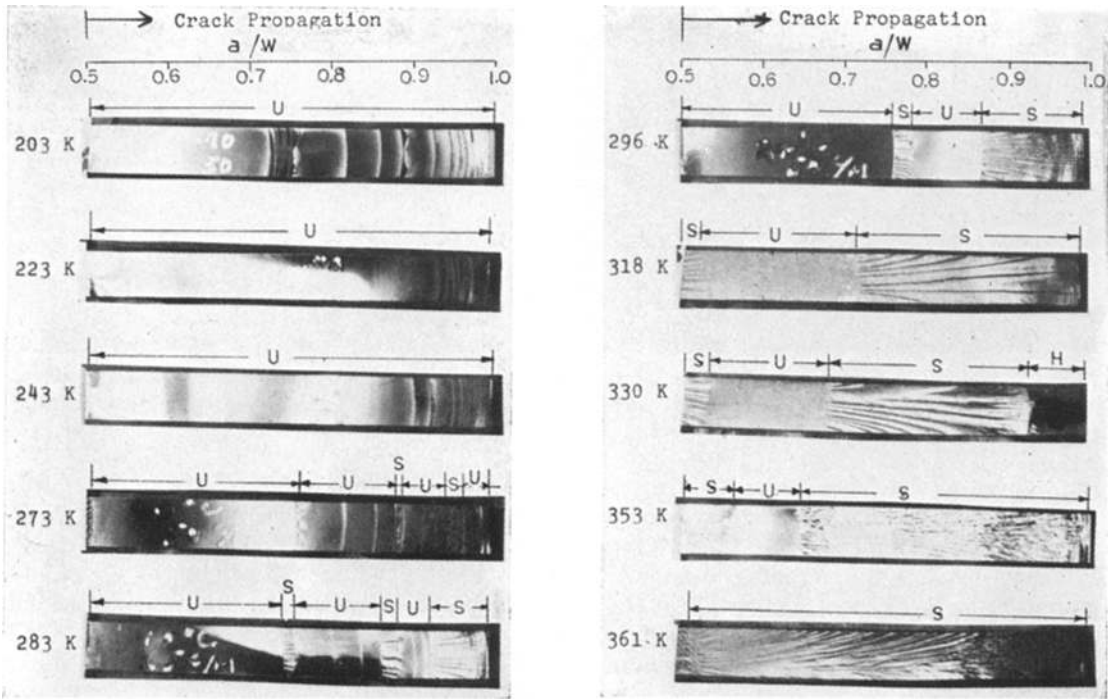 Crack Propagation
a/W
0.5 0.6 0.7 0.8 0.9 1.0
U
203 K
U
223 K
U
243 K
S
U U U S U
273 K
S
U U S U S
283 K
Crack Propagation
a/W
0.5 0.6 0.7 0.8 0.9 1.0
U S U S
296 K
S U S
318 K
S U S H
330 K
S U S
353 K
S
361 K